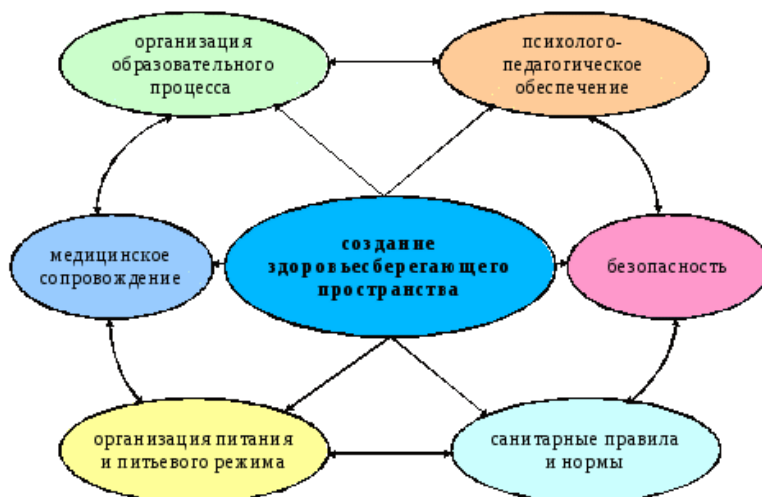 организация
образовательного
процесса
психолого-
педагогическое
обеспечение
медицинское
сопровождение
создание
здоровьесберегающего
пространства
безопасность
организация питания
и питьевого режима
санитарные правила
и нормы